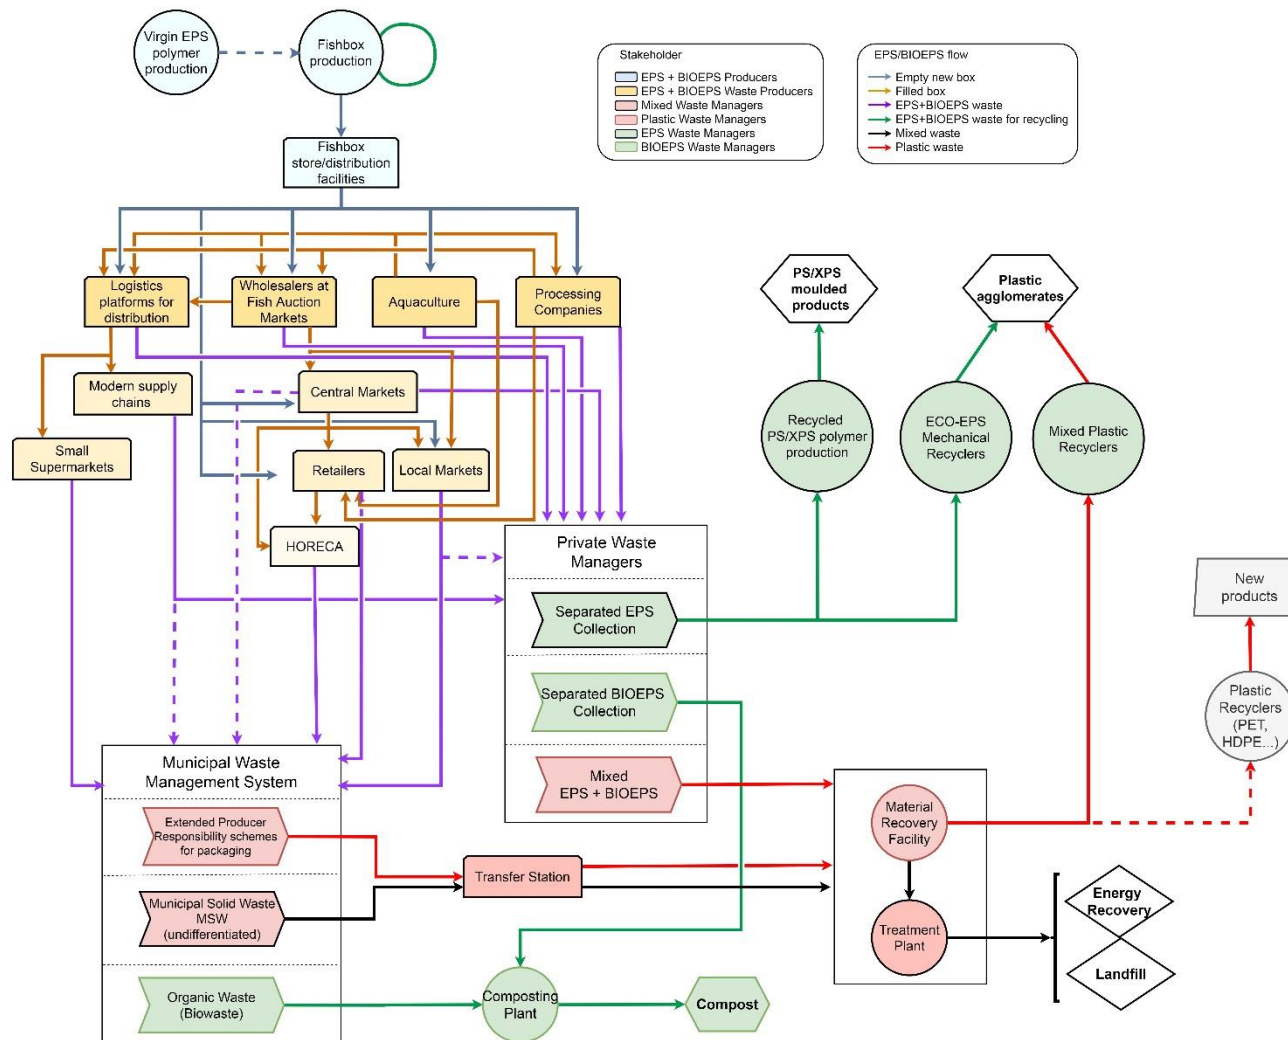 Virgin EPS
polymer
production
Fishbox
production
Stakeholder
EPS + BIOEPS Producers
EPS + BIOEPS Waste Producers
Mixed Waste Managers
Plastic Waste Managers
EPS Waste Managers
BIOEPS Waste Managers
EPS/BIOEPS flow
Empty new box
Filled box
EPS+BIOEPS waste
EPS+BIOEPS waste for recycling
Mixed waste
Plastic waste
Fishbox
store/distribution
facilities
Logistics
platforms for
distribution
Wholesalers at
Fish Auction
Markets
Aquaculture
Processing
Companies
PS/XPS
moulded
products
Plastic
agglomerates
Modern supply
chains
Central Markets
Small
Supermarkets
Retailers
Local Markets
HORECA
Recycled
PS/XPS polymer
production
ECO-EPS
Mechanical
Recyclers
Mixed Plastic
Recyclers
Private Waste
Managers
Separated EPS
Collection
Separated BIOEPS
Collection
Mixed
EPS + BIOEPS
New
products
Plastic
Recyclers
(PET,
HDPE...)
Municipal Waste
Management System
Extended Producer
Responsibility schemes
for packaging
Municipal Solid Waste
MSW
(undifferentiated)
Organic Waste
(Biowaste)
Transfer Station
Composting
Plant
Compost
Material
Recovery
Facility
Treatment
Plant
Energy
Recovery
Landfill